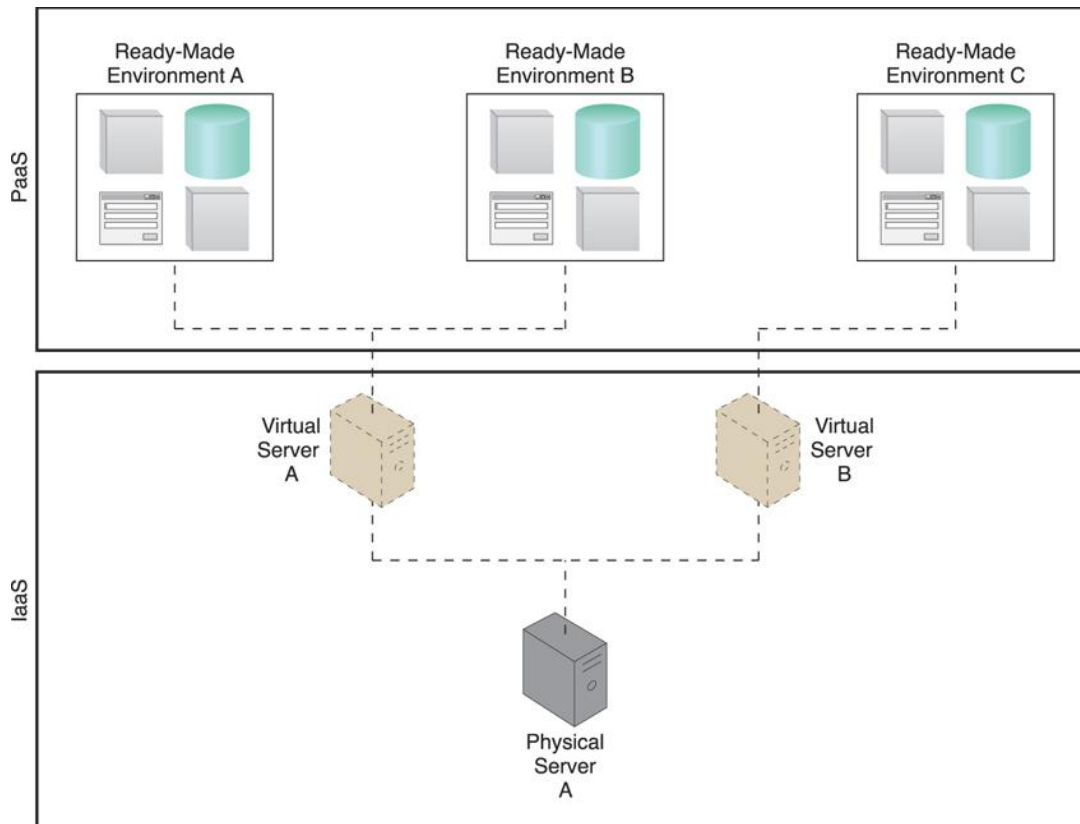 PaaS
Ready-Made
Environment A
Ready-Made
Environment B
Ready-Made
Environment C
IaaS
Virtual
Server
A
Virtual
Server
B
Physical
Server
A